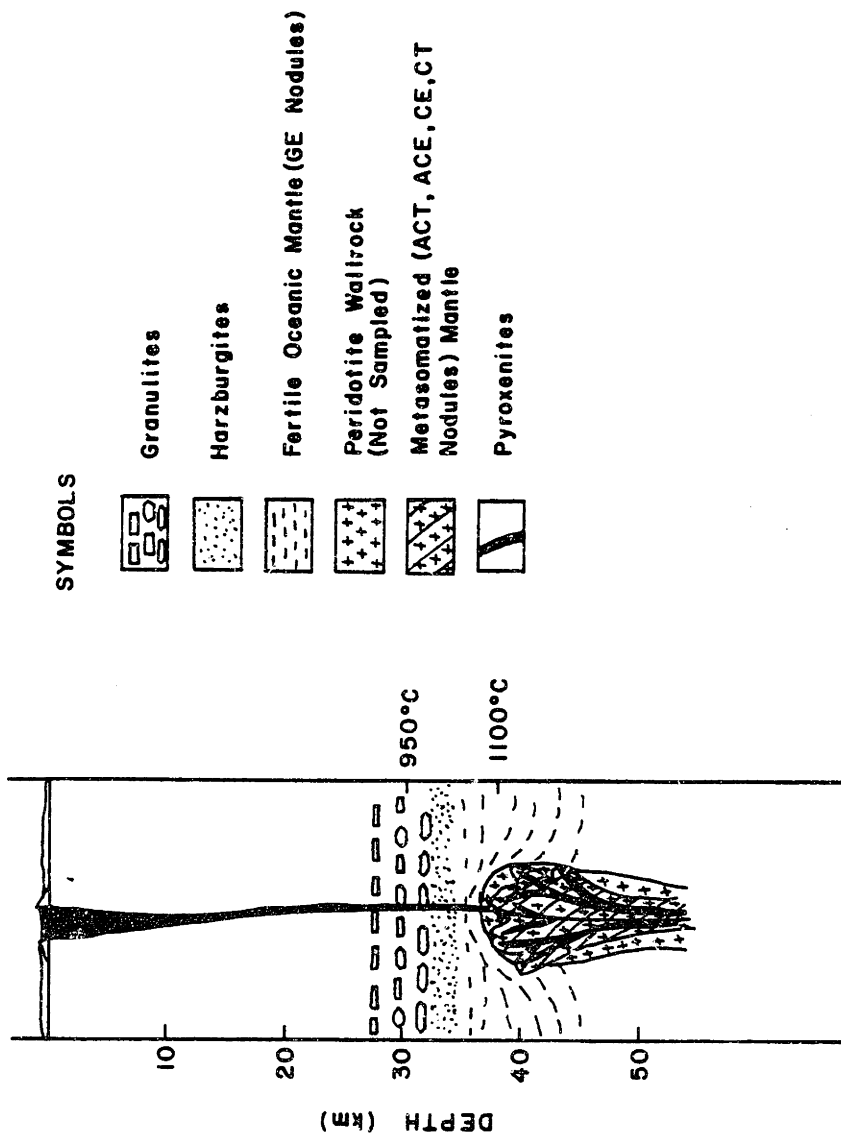 SYMBOLS
Granulites
Harzburgites
Fertile Oceanic Mantle (GE Nodules)
Peridotite Wallrock
(Not Sampled)
Metasomatized (ACT, ACE, CE, CT
Nodules) Mantle
Pyroxenites
950°C
1100°C
10
20
30
40
50
DEPTH (km)